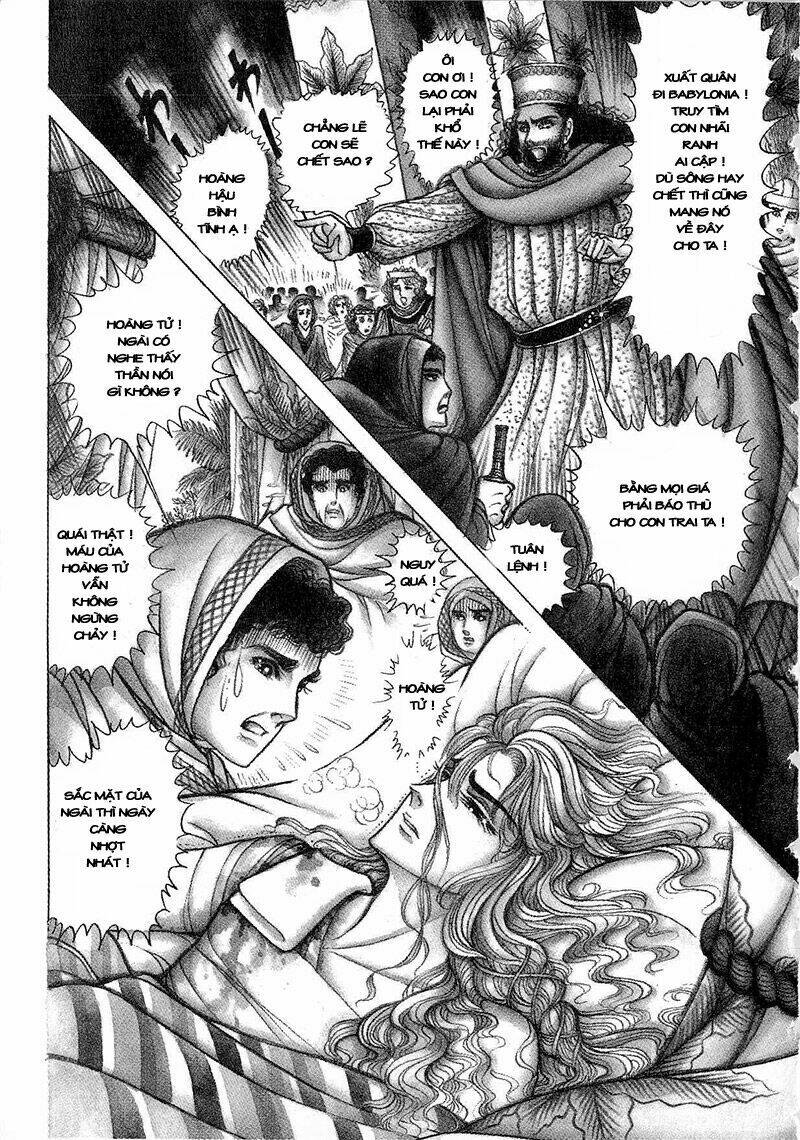 XUẤT QUÂN
ĐI BABYLONIA !
TRUY TÌM
CON NHÃI
RANH
AI CẬP !
DÙ SÔNG HAY
CHẾT THÌ CŨNG
MANG NÓ
VỀ ĐÂY
CHO TA !
ÔI
CON ƠI !
SAO CON
LẠI PHẢI
KHỔ
THẾ NÀY !
CHẲNG LẼ
CON SẼ
CHẾT SAO ?
HOÀNG
HẬU
BÌNH
TĨNH Ạ !
わぁ
わぁ
BẰNG MỌI GIÁ
PHẢI BÁO THÙ
CHO CON TRAI TA !
TUÂN
LỆNH !
HOÀNG TỬ !
NGÀI CÓ
NGHE THẤY
THẦN NÓI
GÌ KHÔNG ?
NGUY
QUÁ !
QUÁI THẬT !
MÁU CỦA
HOÀNG TỬ
VẪN
KHÔNG
NGỪNG
CHẢY !
HOÀNG
TỬ !
SẮC MẶT CỦA
NGÀI THÌ NGÀY
CÀNG
NHỢT
NHÁT !